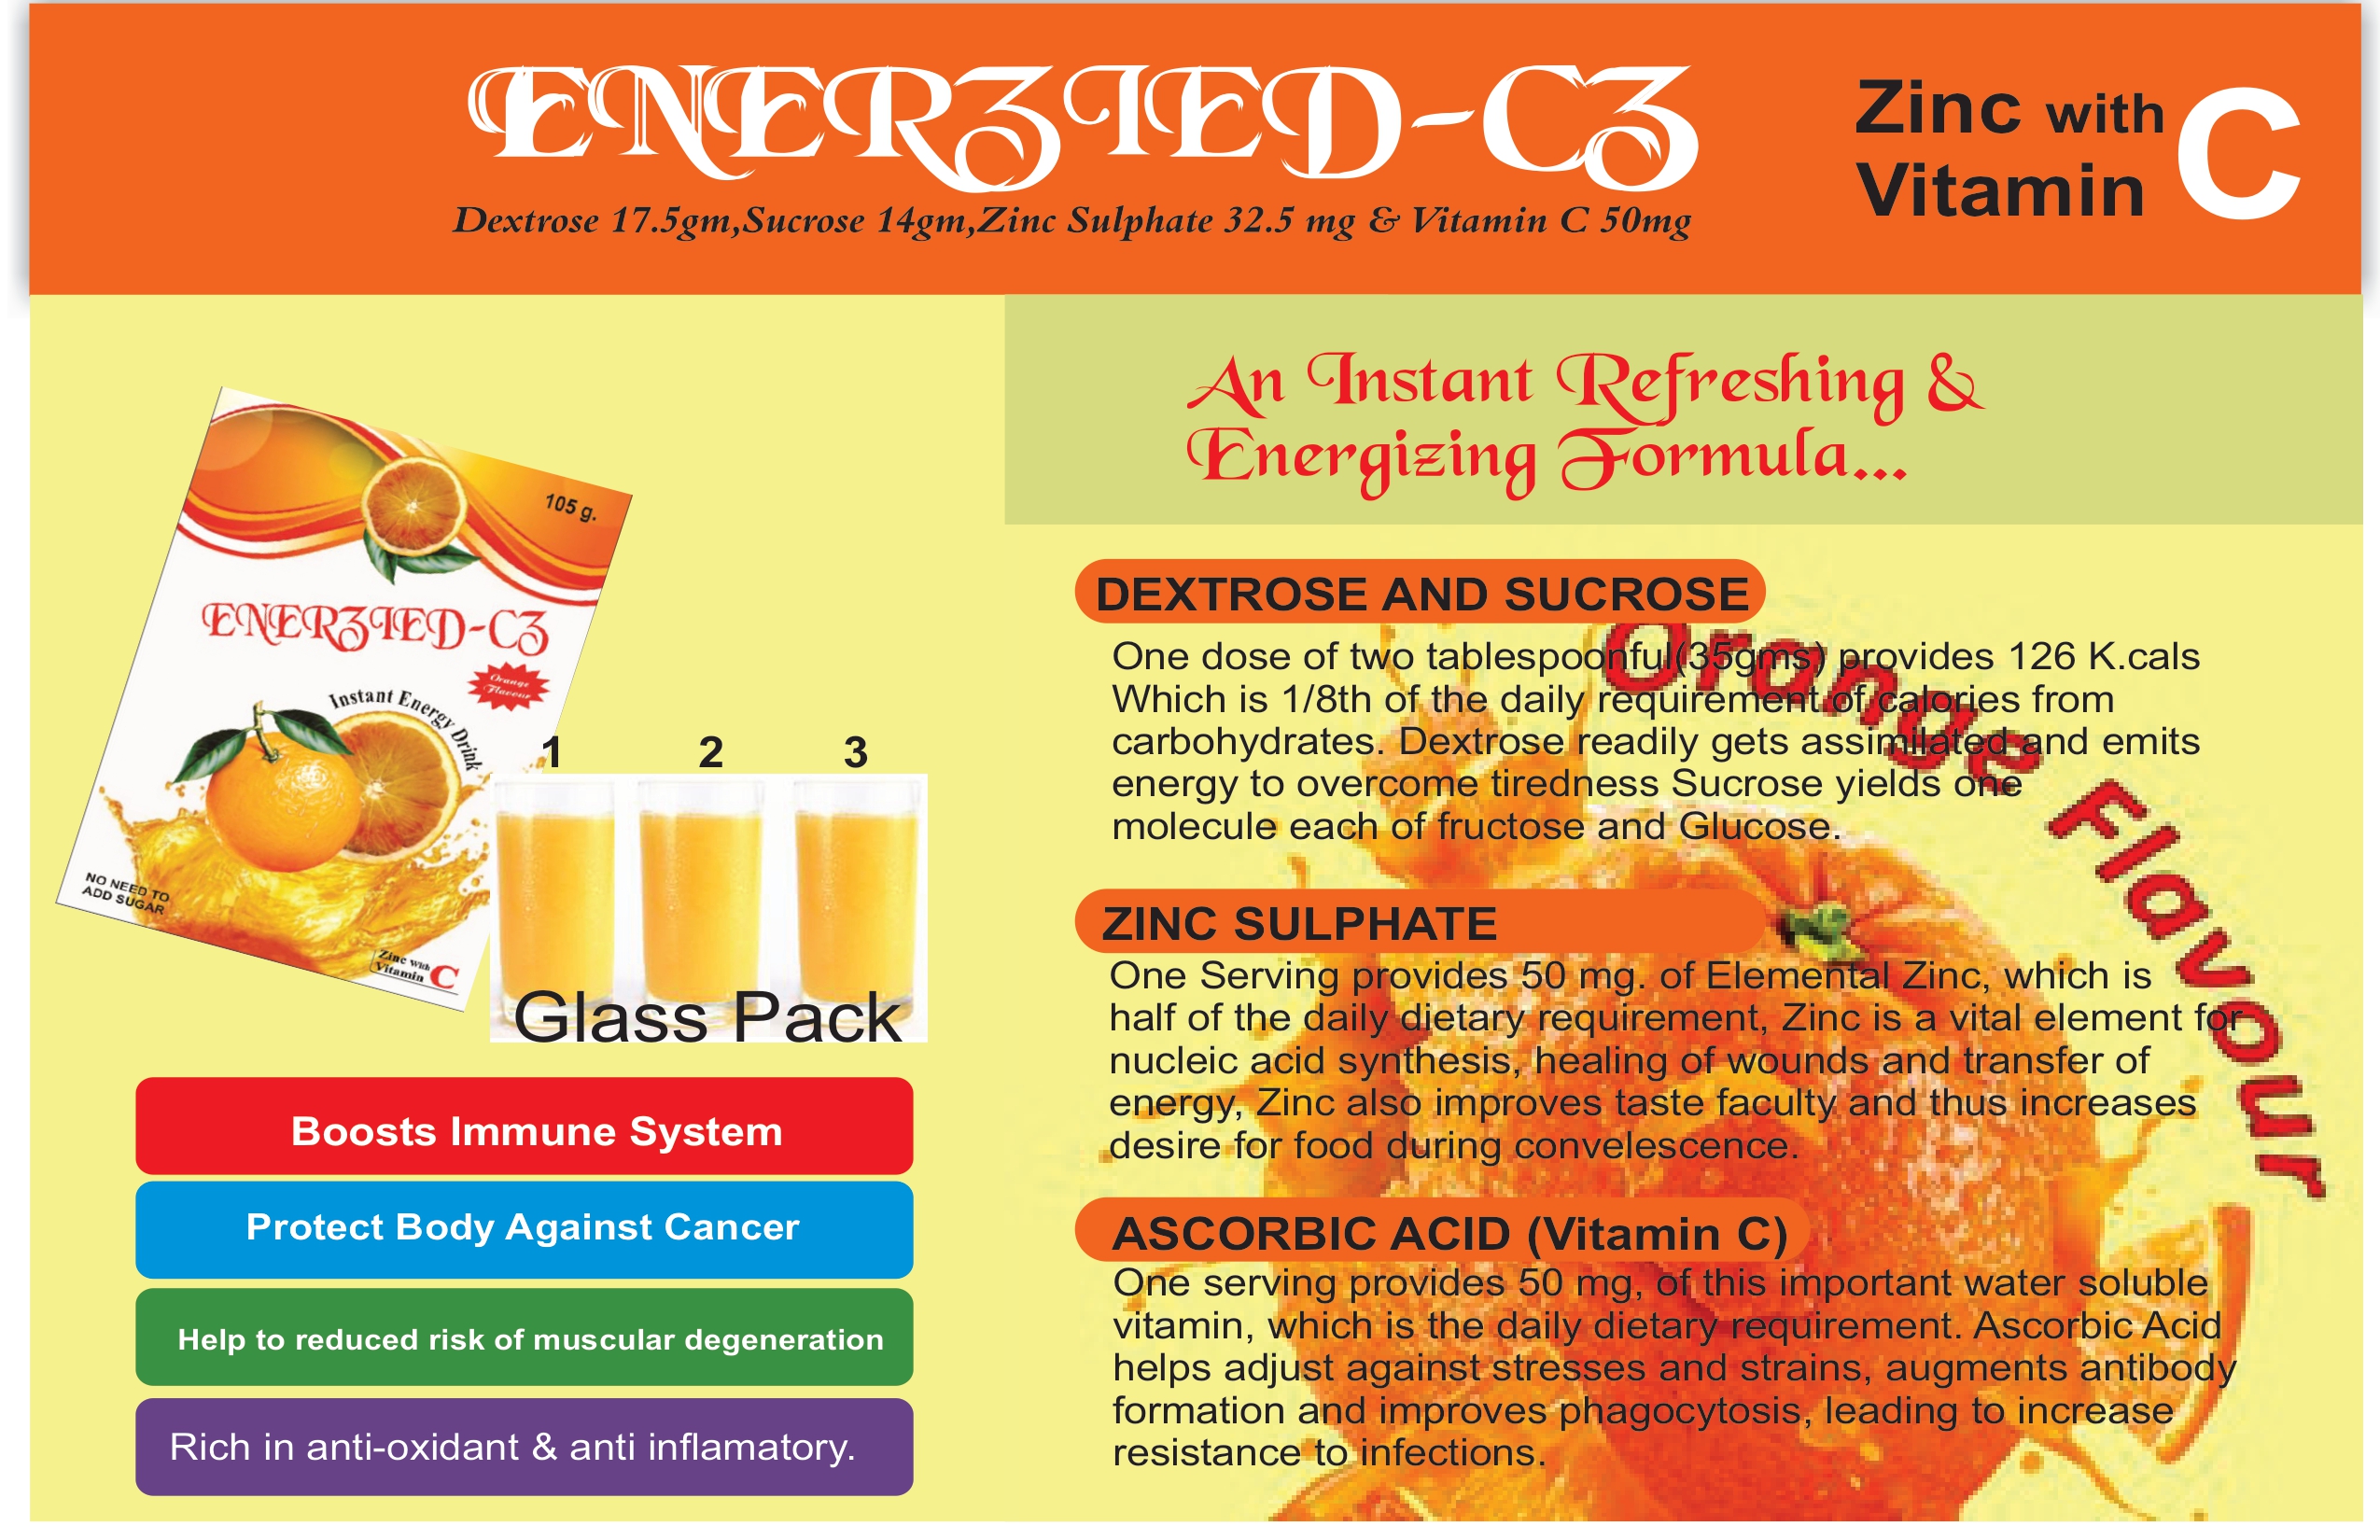 ENERZIED-CZ
Dextrose 17.5gm,Sucrose 14gm,Zinc Sulphate 32.5 mg & Vitamin C 50mg
Zinc with
Vitamin C
An Instant Refreshing &
Energizing Formula...
105 g.
ENERZIED-CZ
Orange
Flavour
Instant Energy Drink
NO NEED TO
ADD SUGAR
Zinc with
Vitamin C
1 2 3
Glass Pack
Boosts Immune System
Protect Body Against Cancer
Help to reduced risk of muscular degeneration
Rich in anti-oxidant & anti inflamatory.
DEXTROSE AND SUCROSE
One dose of two tablespoonful(35gms) provides 126 K.cals
Which is 1/8th of the daily requirement of calories from
carbohydrates. Dextrose readily gets assimilated and emits
energy to overcome tiredness Sucrose yields one
molecule each of fructose and Glucose.
Orange Flavour
ZINC SULPHATE
One Serving provides 50 mg. of Elemental Zinc, which is
half of the daily dietary requirement, Zinc is a vital element for
nucleic acid synthesis, healing of wounds and transfer of
energy, Zinc also improves taste faculty and thus increases
desire for food during convelescence.
ASCORBIC ACID (Vitamin C)
One serving provides 50 mg, of this important water soluble
vitamin, which is the daily dietary requirement. Ascorbic Acid
helps adjust against stresses and strains, augments antibody
formation and improves phagocytosis, leading to increase
resistance to infections.